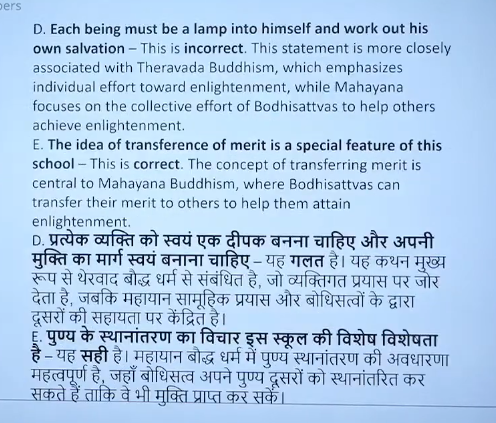 ers
D. Each being must be a lamp into himself and work out his
own salvation – This is incorrect. This statement is more closely
associated with Theravada Buddhism, which emphasizes
individual effort toward enlightenment, while Mahayana
focuses on the collective effort of Bodhisattvas to help others
achieve enlightenment.
E. The idea of transference of merit is a special feature of this
school – This is correct. The concept of transferring merit is
central to Mahayana Buddhism, where Bodhisattvas can
transfer their merit to others to help them attain
enlightenment.
D. प्रत्येक व्यक्ति को स्वयं एक दीपक बनना चाहिए और अपनी
मुक्ति का मार्ग स्वयं बनाना चाहिए – यह गलत है। यह कथन मुख्य
रूप से थेरवाद बौद्ध धर्म से संबंधित है, जो व्यक्तिगत प्रयास पर जोर
देता है, जबकि महायान सामूहिक प्रयास और बोधिसत्वों के द्वारा
दूसरों की सहायता पर केंद्रित है।
E. पुण्य के स्थानांतरण का विचार इस स्कूल की विशेष विशेषता
है – यह सही है। महायान बौद्ध धर्म में पुण्य स्थानांतरण की अवधारणा
महत्वपूर्ण है, जहाँ बोधिसत्व अपने पुण्य दूसरों को स्थानांतरित कर
सकते हैं ताकि वे भी मुक्ति प्राप्त कर सकें।